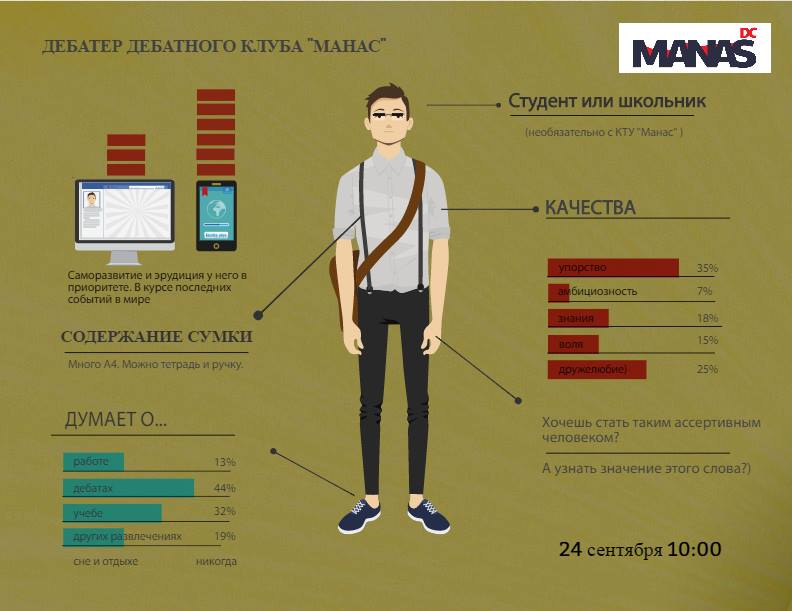 ДЕБАТЕР ДЕБАТНОГО КЛУБА "МАНАС"
DC
MANAS
Студент или школьник
(необязательно с КТУ "Манас" )
КАЧЕСТВА
упорство 35%
амбициозность 7%
знания 18%
воля 15%
дружелюбие) 25%
Саморазвитие и эрудиция у него в
приоритете. В курсе последних
событий в мире
СОДЕРЖАНИЕ СУМКИ
Много А4. Можно тетрадь и ручку.
ДУМАЕТ О...
работе 13%
дебатах 44%
учебе 32%
других развлечениях 19%
сне и отдыхе никогда
Хочешь стать таким ассертивным
человеком?
А узнать значение этого слова?)
24 сентября 10:00